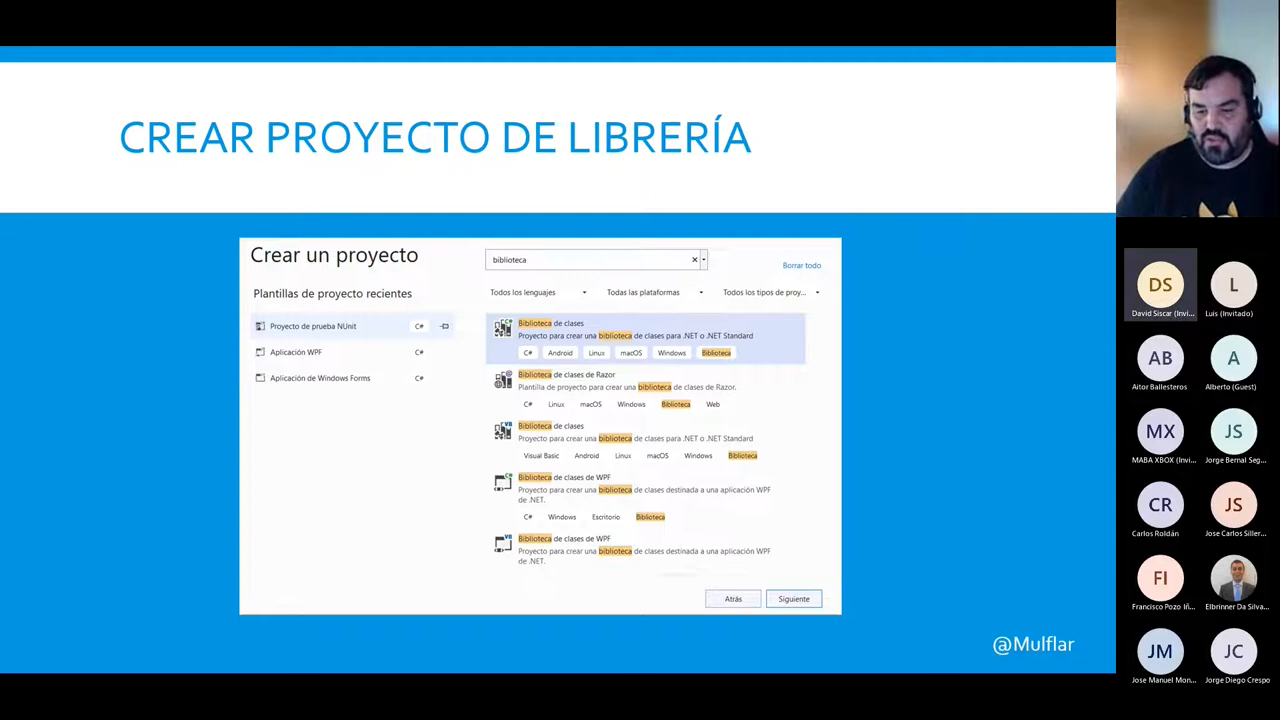 CREAR PROYECTO DE LIBRERÍA
Crear un proyecto
biblioteca
Borrar todo
Plantillas de proyecto recientes
Todos los lenguajes
Todas las plataformas
Todos los tipos de proy...
Proyecto de prueba NUnit C#
Aplicación WPF C#
Aplicación de Windows Forms C#
Biblioteca de clases
Proyecto para crear una biblioteca de clases para .NET o .NET Standard
C# Android Linux macOS Windows Biblioteca
Biblioteca de clases de Razor
Plantilla de proyecto para crear una biblioteca de clases de Razor.
C# Linux macOS Windows Biblioteca Web
Biblioteca de clases
Proyecto para crear una biblioteca de clases para .NET o .NET Standard
Visual Basic Android Linux macOS Windows Biblioteca
Biblioteca de clases de WPF
Proyecto para crear una biblioteca de clases destinada a una aplicación WPF
de .NET.
C# Windows Escritorio Biblioteca
Biblioteca de clases de WPF
Proyecto para crear una biblioteca de clases destinada a una aplicación WPF
de .NET.
Atrás
Siguiente
@Mulflar
DS
David Siscar (Invi...
L
Luis (Invitado)
AB
Aitor Ballesteros
A
Alberto (Guest)
MX
MABA XBOX (Invi...
JS
Jorge Bernal Seg...
CR
Carlos Roldán
JS
Jose Carlos Siller...
FI
Francisco Pozo Iñ...
Elbrinner Da Silva...
JM
Jose Manuel Mon...
JC
Jorge Diego Crespo